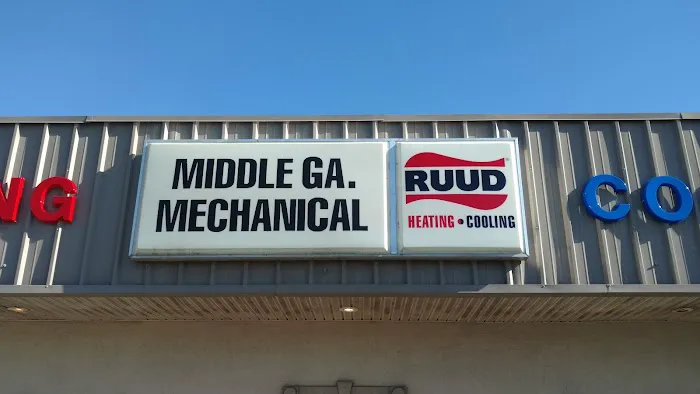 NG
MIDDLE GA.
MECHANICAL
RUUD
HEATING • COOLING
CO